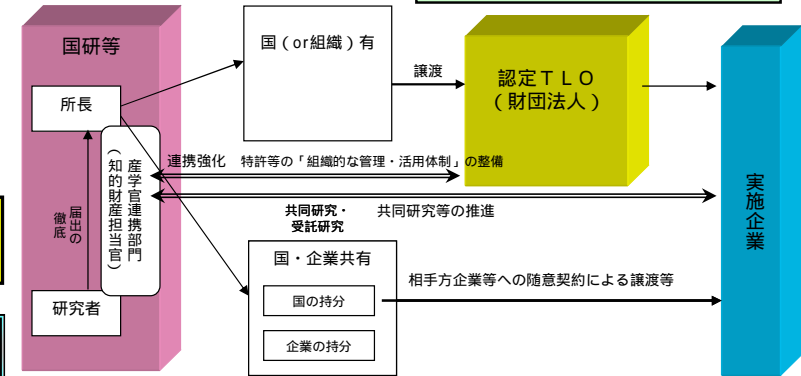 国研等
所長
届出の
徹底
産学官連携部門
(知的財産担当官)
研究者
国(or組織)有
譲渡
認定TLO
(財団法人)
連携強化 特許等の「組織的な管理・活用体制」の整備
共同研究・
受託研究
共同研究等の推進
国・企業共有
国の持分
企業の持分
相手方企業等への随意契約による譲渡等
実施企業